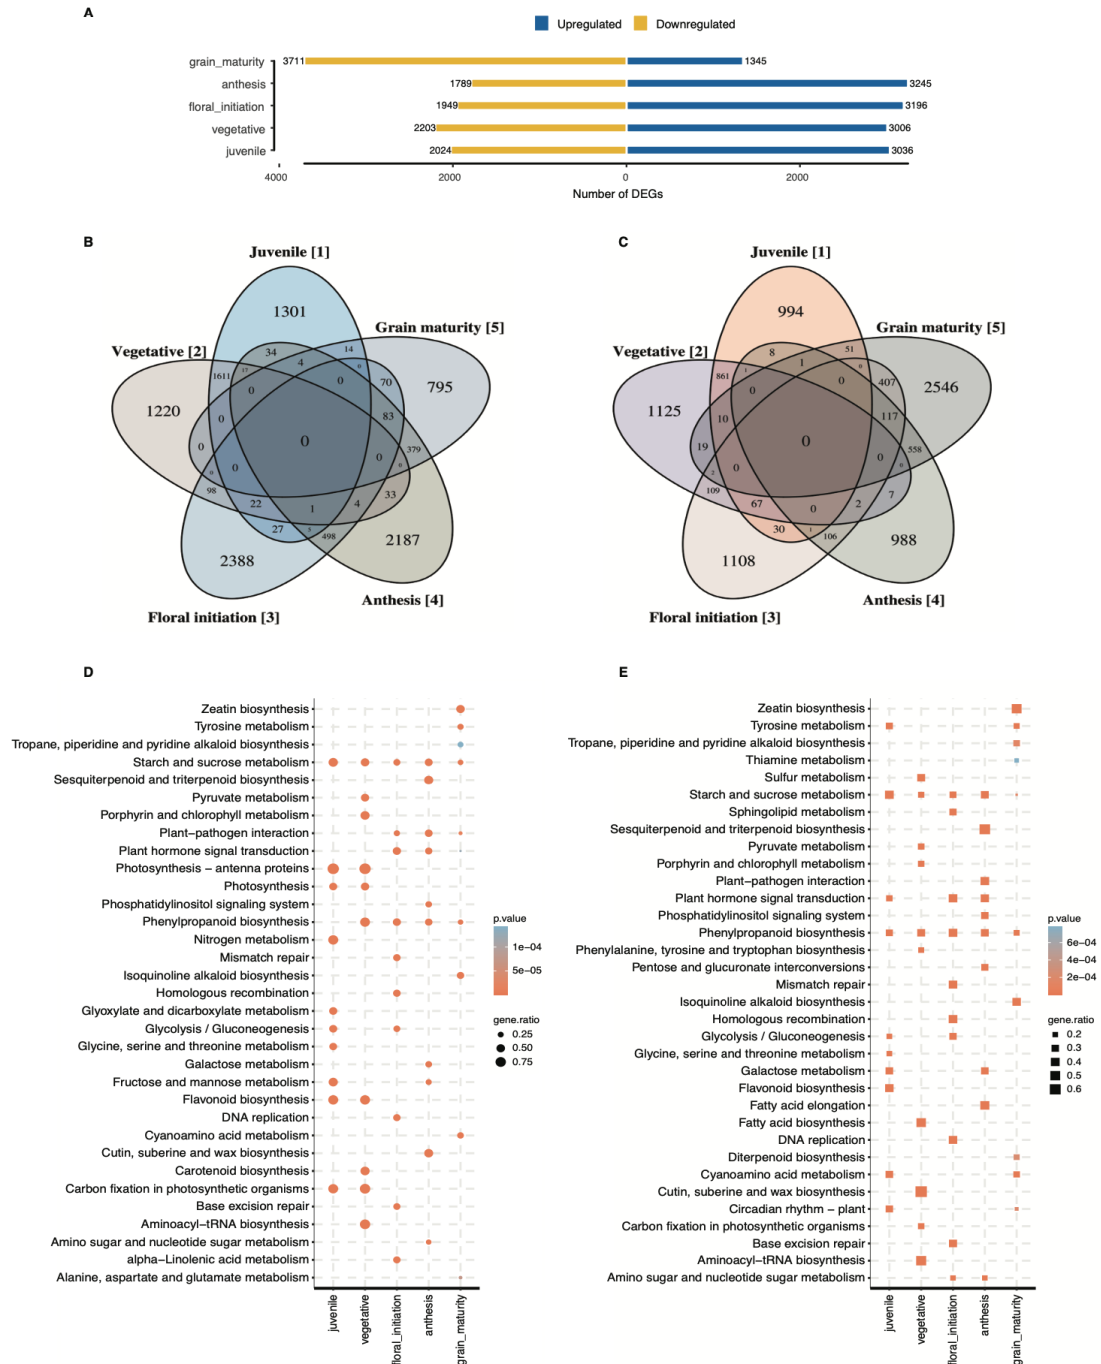 A
Upregulated Downregulated
grain_maturity 3711 1345
anthesis 1789 3245
floral_initiation 1949 3196
vegetative 2203 3006
juvenile 2024 3036
4000 2000 0 2000
Number of DEGs
B
Juvenile [1]
1301
Grain maturity [5]
Vegetative [2]
34 14
4
1611 17 0 70 795
0 0
1220
83
0
0 0 379
0 0 0
0
98 33
22 4
1
27 5 498 2187
2388
Anthesis [4]
Floral initiation [3]
C
Juvenile [1]
994
Grain maturity [5]
Vegetative [2]
8 51
1
861 1 0 407 2546
0 0
1125
10 117
0
19 558
0 0 0
2
109 7
67 2
0
30 1 106 988
1108
Anthesis [4]
Floral initiation [3]
D
Zeatin biosynthesis
Tyrosine metabolism
Tropane, piperidine and pyridine alkaloid biosynthesis
Starch and sucrose metabolism
Sesquiterpenoid and triterpenoid biosynthesis
Pyruvate metabolism
Porphyrin and chlorophyll metabolism
Plant−pathogen interaction
Plant hormone signal transduction
Photosynthesis − antenna proteins
Photosynthesis
Phosphatidylinositol signaling system
Phenylpropanoid biosynthesis
Nitrogen metabolism
Mismatch repair
Isoquinoline alkaloid biosynthesis
Homologous recombination
Glyoxylate and dicarboxylate metabolism
Glycolysis / Gluconeogenesis
Glycine, serine and threonine metabolism
Galactose metabolism
Fructose and mannose metabolism
Flavonoid biosynthesis
DNA replication
Cyanoamino acid metabolism
Cutin, suberine and wax biosynthesis
Carotenoid biosynthesis
Carbon fixation in photosynthetic organisms
Base excision repair
Aminoacyl−tRNA biosynthesis
Amino sugar and nucleotide sugar metabolism
alpha−Linolenic acid metabolism
Alanine, aspartate and glutamate metabolism
juvenile
vegetative
floral_initiation
anthesis
grain_maturity
p.value
1e−04
5e−05
gene.ratio
0.25
0.50
0.75
E
Zeatin biosynthesis
Tyrosine metabolism
Tropane, piperidine and pyridine alkaloid biosynthesis
Thiamine metabolism
Sulfur metabolism
Starch and sucrose metabolism
Sphingolipid metabolism
Sesquiterpenoid and triterpenoid biosynthesis
Pyruvate metabolism
Porphyrin and chlorophyll metabolism
Plant−pathogen interaction
Plant hormone signal transduction
Phosphatidylinositol signaling system
Phenylpropanoid biosynthesis
Phenylalanine, tyrosine and tryptophan biosynthesis
Pentose and glucuronate interconversions
Mismatch repair
Isoquinoline alkaloid biosynthesis
Homologous recombination
Glycolysis / Gluconeogenesis
Glycine, serine and threonine metabolism
Galactose metabolism
Flavonoid biosynthesis
Fatty acid elongation
Fatty acid biosynthesis
DNA replication
Diterpenoid biosynthesis
Cyanoamino acid metabolism
Cutin, suberine and wax biosynthesis
Circadian rhythm − plant
Carbon fixation in photosynthetic organisms
Base excision repair
Aminoacyl−tRNA biosynthesis
Amino sugar and nucleotide sugar metabolism
juvenile
vegetative
floral_initiation
anthesis
grain_maturity
p.value
6e−04
4e−04
2e−04
gene.ratio
0.2
0.3
0.4
0.5
0.6